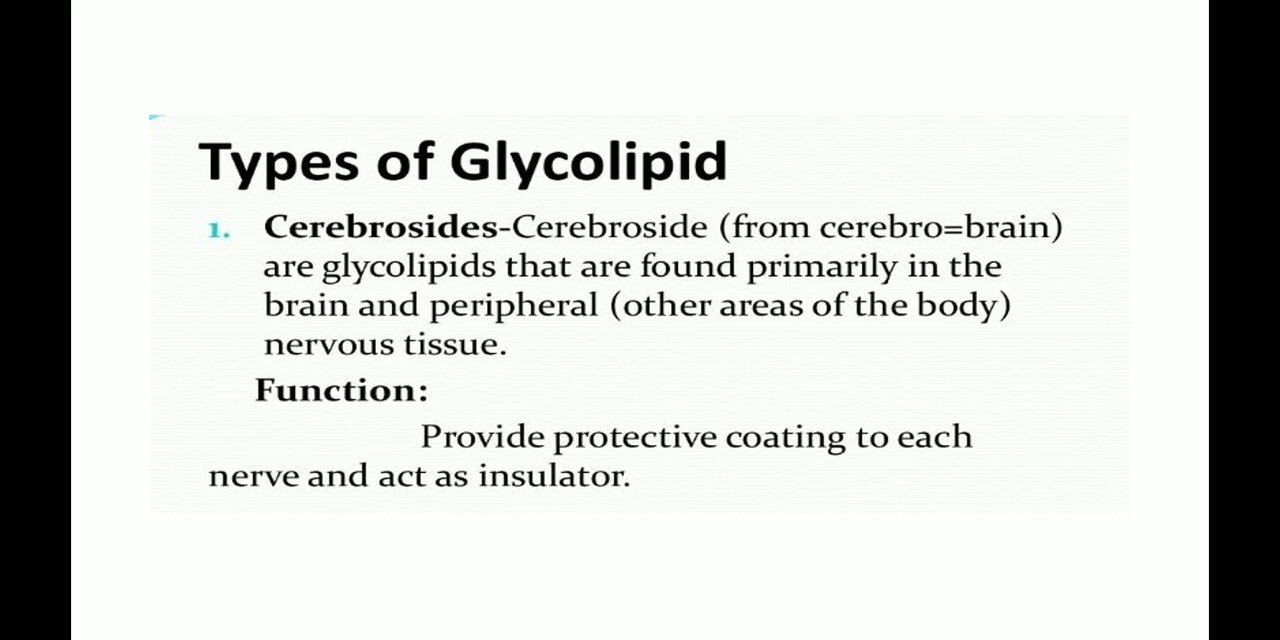 Types of Glycolipid
1. Cerebrosides-Cerebroside (from cerebro=brain)
are glycolipids that are found primarily in the
brain and peripheral (other areas of the body)
nervous tissue.
Function:
Provide protective coating to each
nerve and act as insulator.